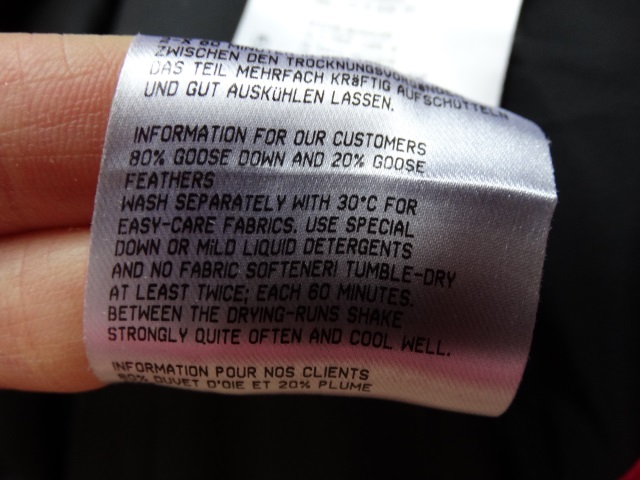 2 X 60 MINUTEN
ZWISCHEN DEN TROCKNUNGSVORGÄNGEN
DAS TEIL MEHRFACH KRäFTIG AUFSCHÜTTELN
UND GUT AUSKüHLEN LASSEN.
INFORMATION FOR OUR CUSTOMERS
80% GOOSE DOWN AND 20% GOOSE
FEATHERS
WASH SEPARATELY WITH 30°C FOR
EASY-CARE FABRICS. USE SPECIAL
DOWN OR MILD LIQUID DETERGENTS
AND NO FABRIC SOFTENER! TUMBLE-DRY
AT LEAST TWICE; EACH 60 MINUTES.
BETWEEN THE DRYING-RUNS SHAKE
STRONGLY QUITE OFTEN AND COOL WELL.
INFORMATION POUR NOS CLIENTS
80% DUVET D'OIE ET 20% PLUME